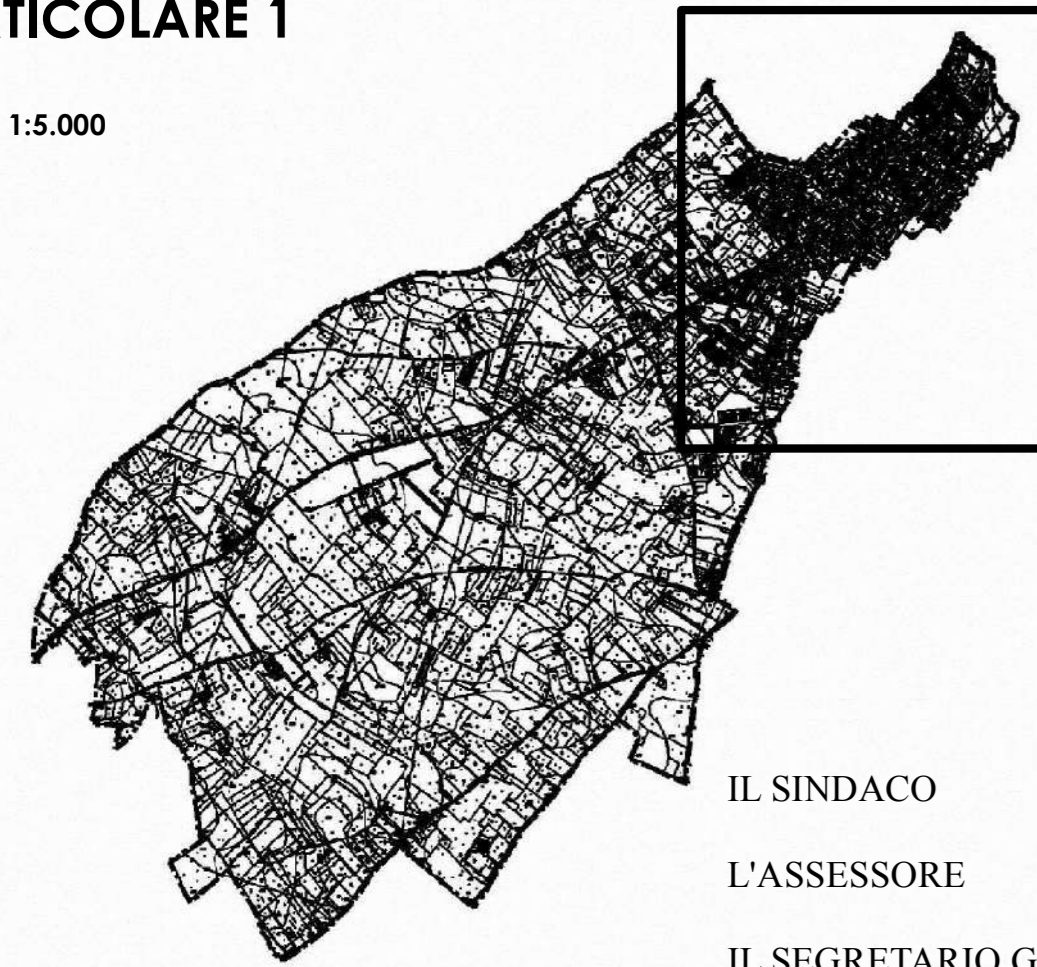 TICOLARE 1
1:5.000
IL SINDACO
L'ASSESSORE
IL SEGRETARIO G